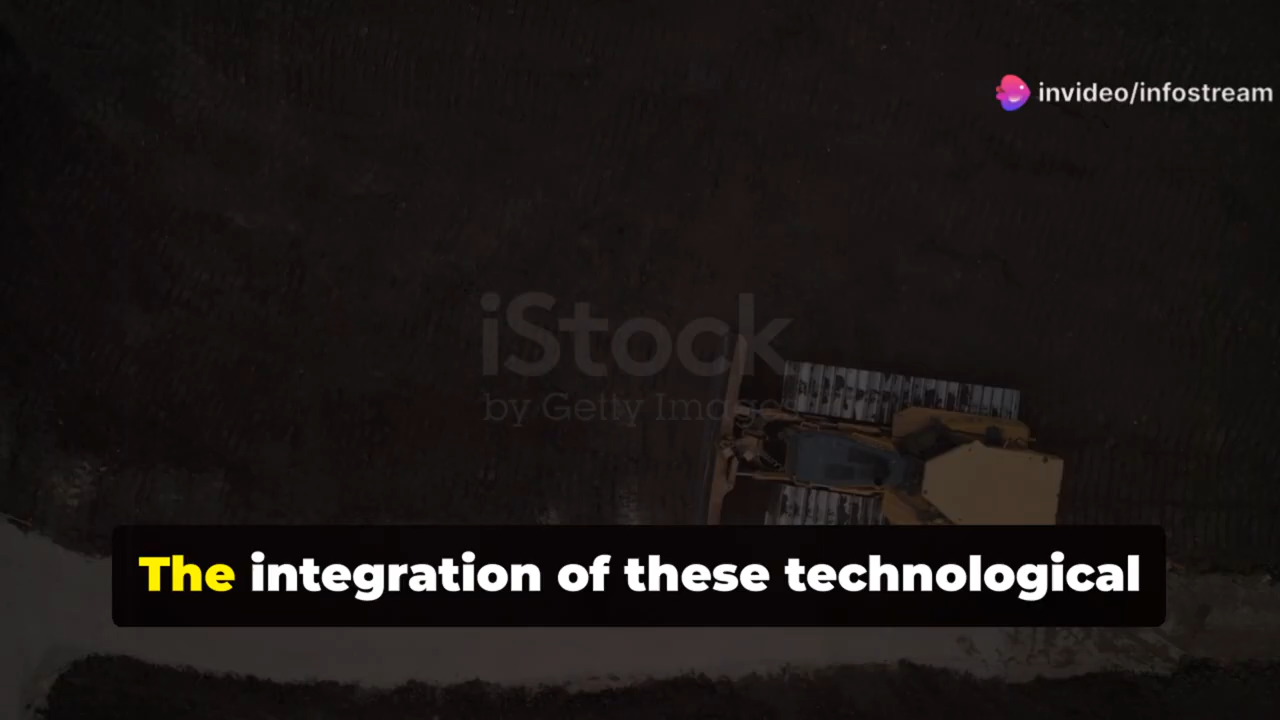 invideo/infostream
iStock
by Getty Images
The integration of these technological